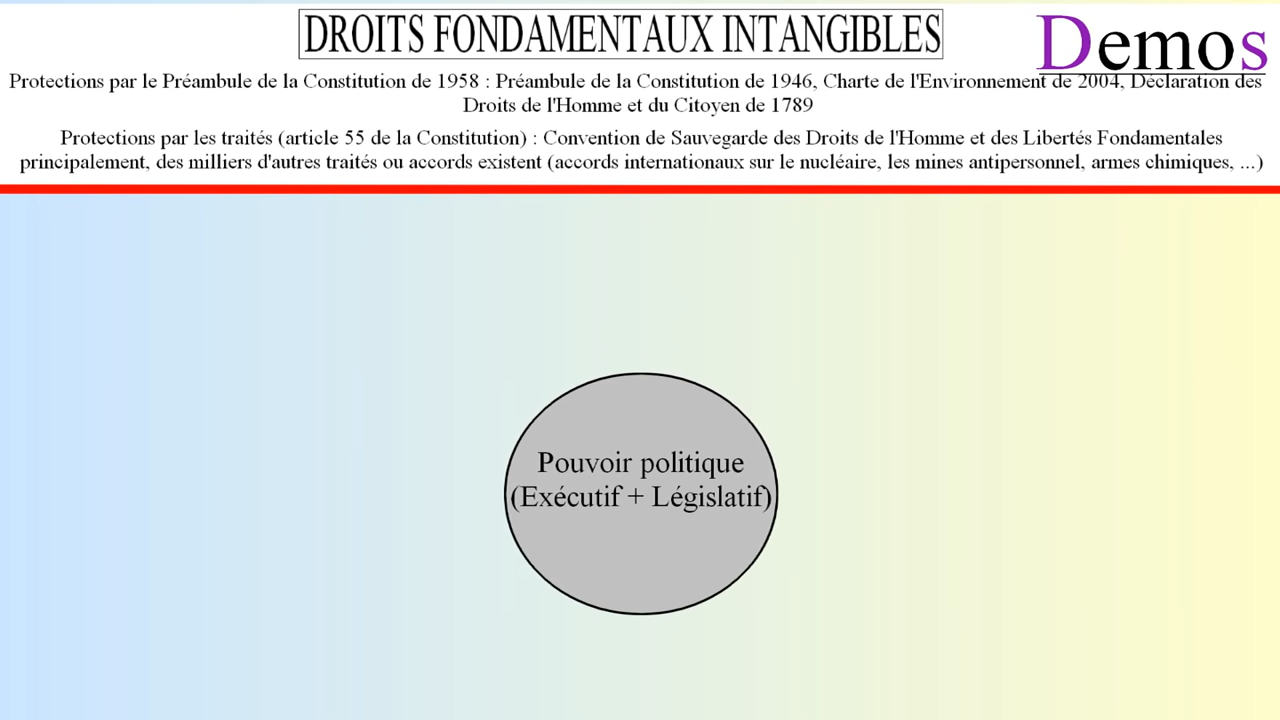 DROITS FONDAMENTAUX INTANGIBLES
Demos
Protections par le Préambule de la Constitution de 1958 : Préambule de la Constitution de 1946, Charte de l'Environnement de 2004, Déclaration des
Droits de l'Homme et du Citoyen de 1789
Protections par les traités (article 55 de la Constitution) : Convention de Sauvegarde des Droits de l'Homme et des Libertés Fondamentales
principalement, des milliers d'autres traités ou accords existent (accords internationaux sur le nucléaire, les mines antipersonnel, armes chimiques, ...)
Pouvoir politique
(Exécutif + Législatif)